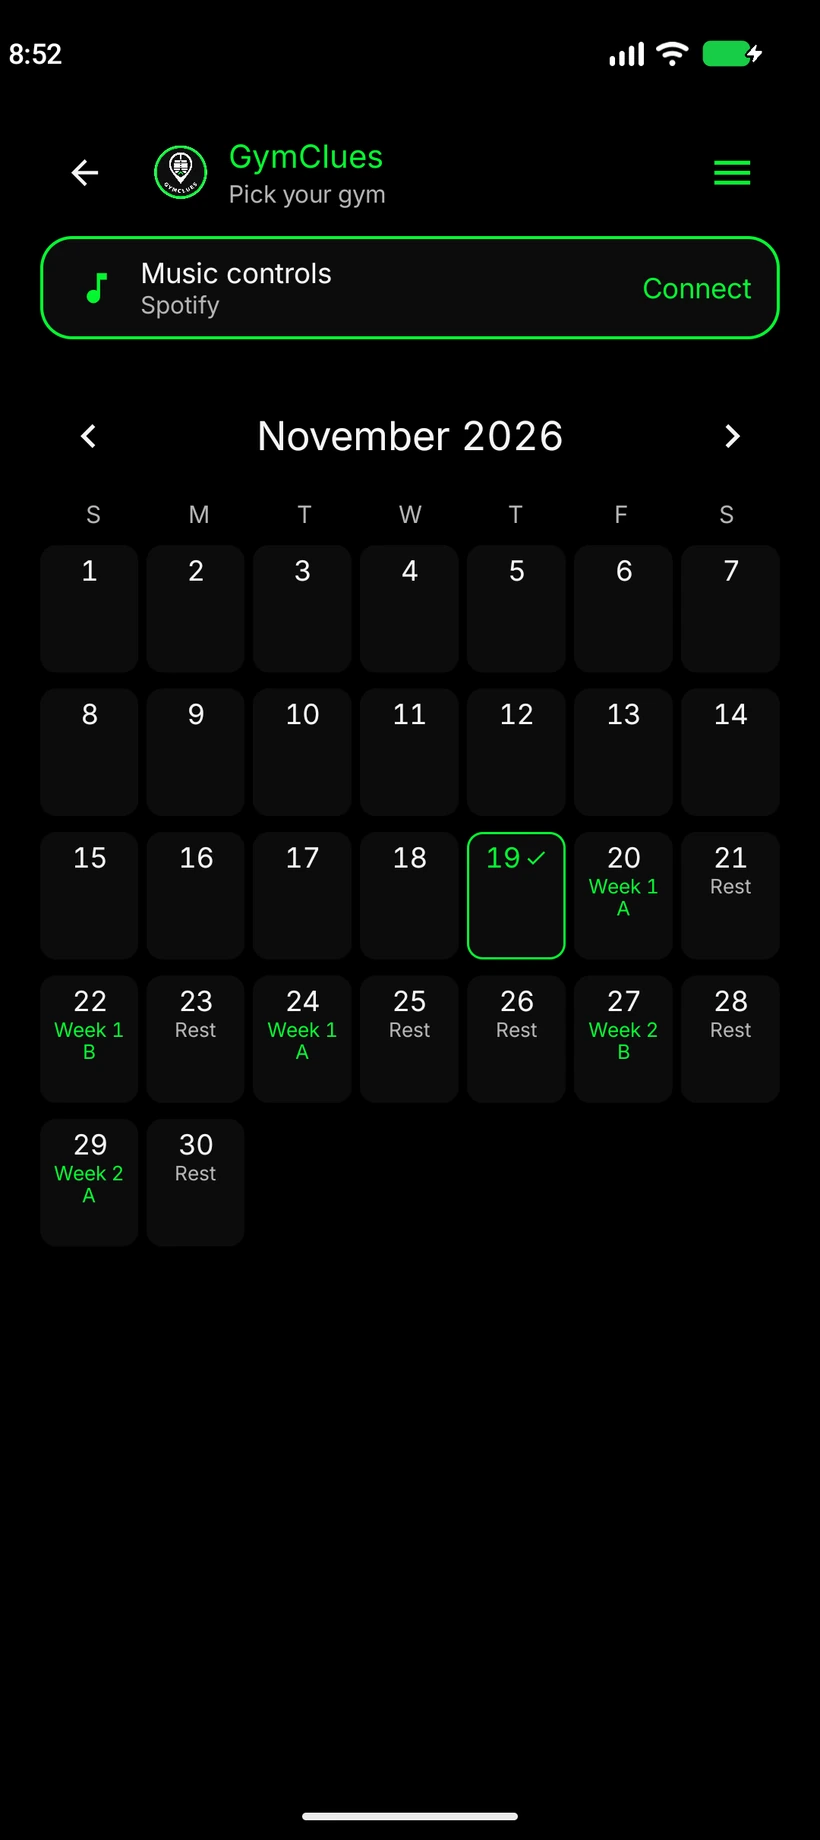 8:52
GYMCLUES
GymClues
Pick your gym
Music controls
Spotify
Connect
November 2026
S M T W T F S
1 2 3 4 5 6 7
8 9 10 11 12 13 14
15 16 17 18 19 20 21
Week 1 Rest
A
22 23 24 25 26 27 28
Week 1 Rest Week 1 Rest Rest Week 2 Rest
B A B
29 30
Week 2 Rest
A